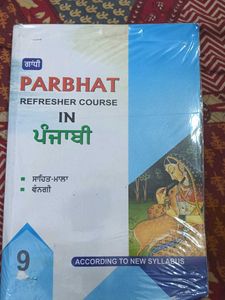 ਗਾਂਧੀ
PARBHAT
REFRESHER COURSE
IN
ਪੰਜਾਬੀ
ਸਾਹਿਤ-ਮਾਲਾ
ਵੰਨਗੀ
9
ACCORDING TO NEW SYLLABUS